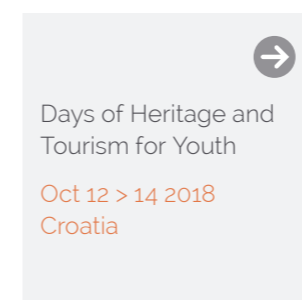 Days of Heritage and
Tourism for Youth
Oct 12 > 14 2018
Croatia